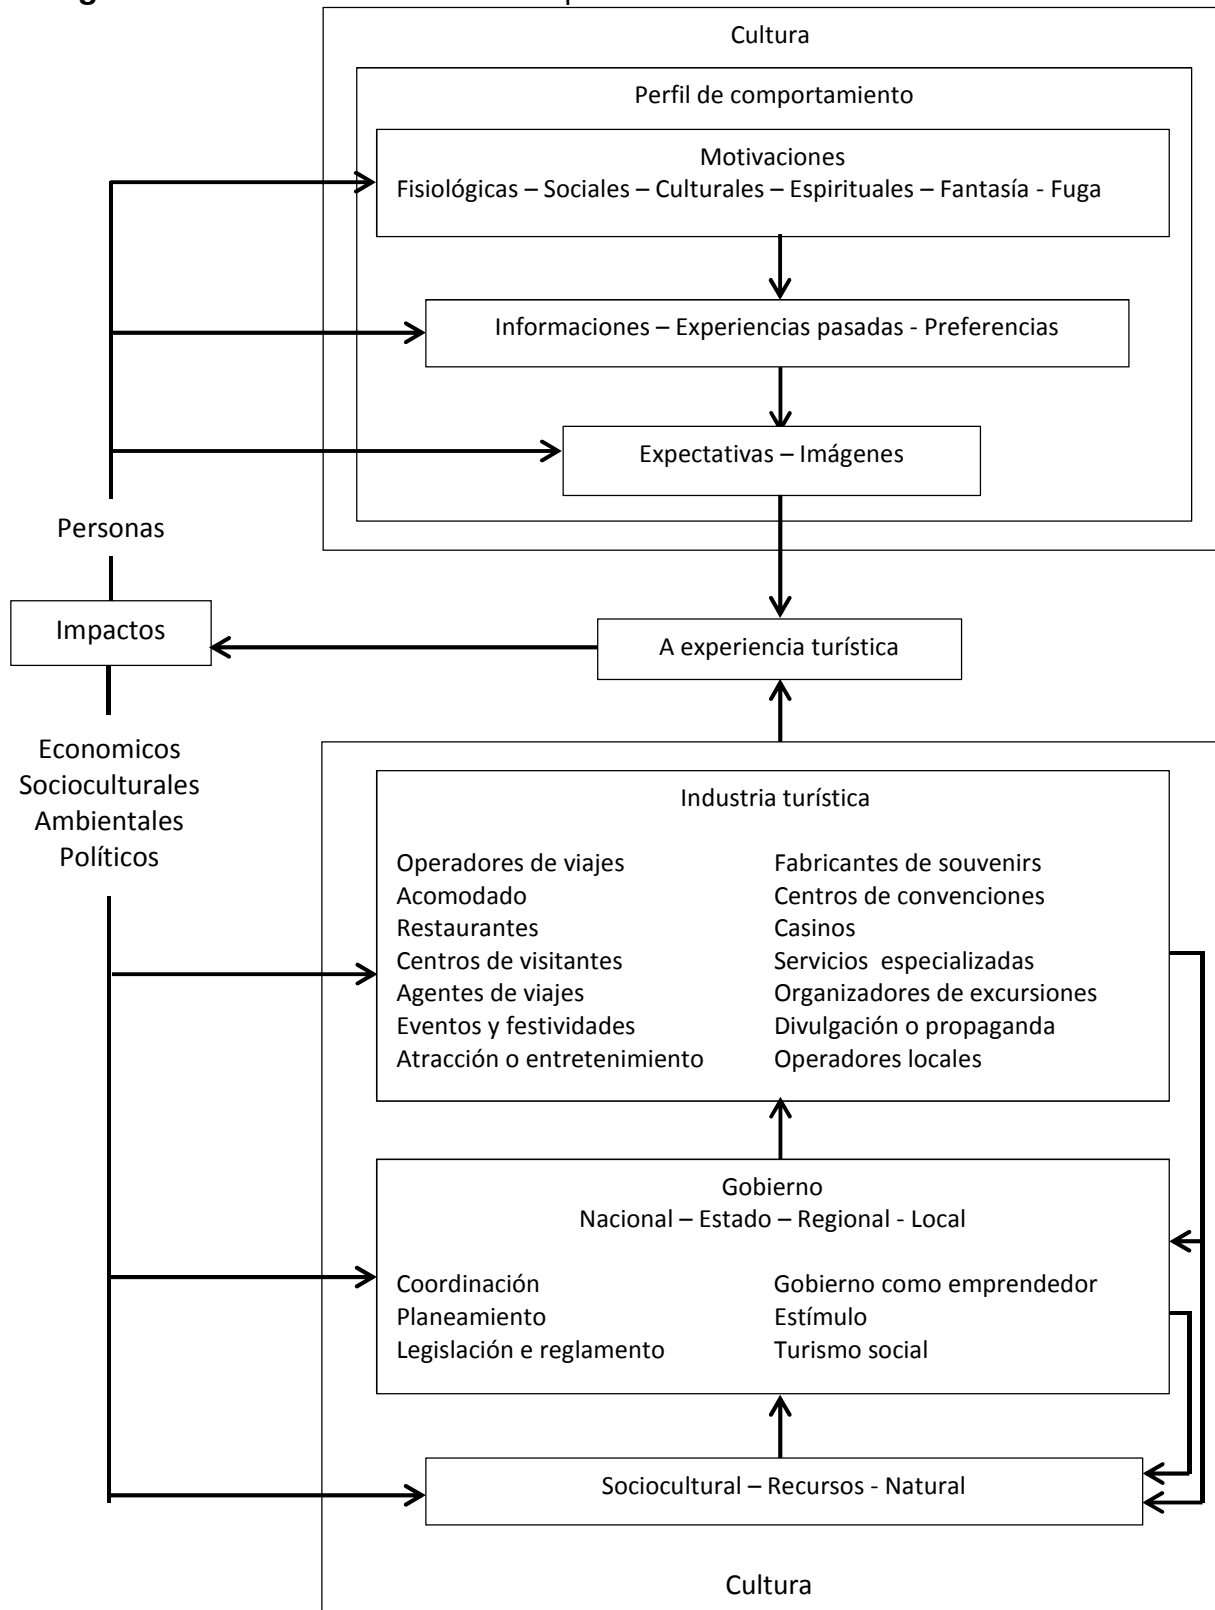 Cultura
Perfil de comportamiento
Motivaciones
Fisiológicas – Sociales – Culturales – Espirituales – Fantasía - Fuga
Informaciones – Experiencias pasadas - Preferencias
Expectativas – Imágenes
Personas
Impactos
A experiencia turística
Economicos
Socioculturales
Ambientales
Políticos
Industria turística
Operadores de viajes
Acomodado
Restaurantes
Centros de visitantes
Agentes de viajes
Eventos y festividades
Atracción o entretenimiento
Fabricantes de souvenirs
Centros de convenciones
Casinos
Servicios especializadas
Organizadores de excursiones
Divulgación o propaganda
Operadores locales
Gobierno
Nacional – Estado – Regional - Local
Coordinación
Planeamiento
Legislación e reglamento
Gobierno como emprendedor
Estímulo
Turismo social
Sociocultural – Recursos - Natural
Cultura